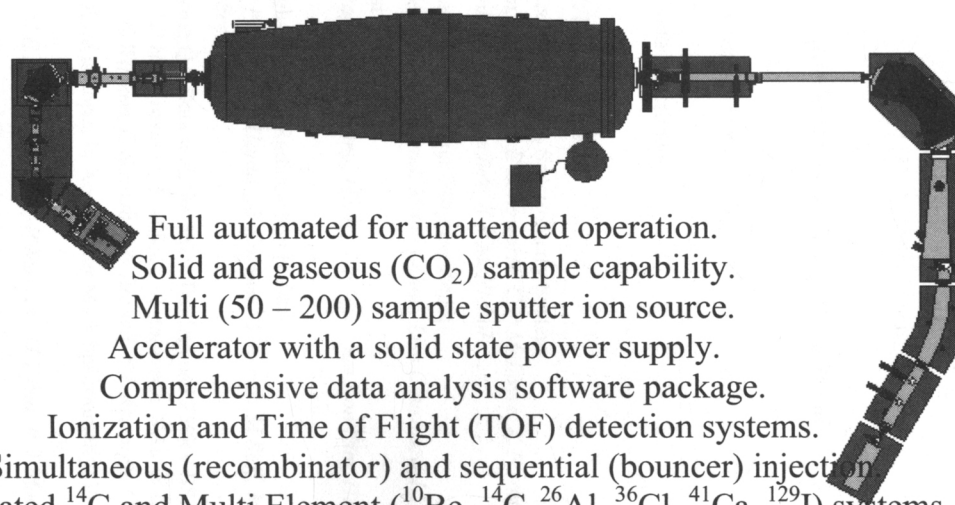 Full automated for unattended operation.
Solid and gaseous (CO₂) sample capability.
Multi (50 – 200) sample sputter ion source.
Accelerator with a solid state power supply.
Comprehensive data analysis software package.
Ionization and Time of Flight (TOF) detection systems.
Simultaneous (recombinator) and sequential (bouncer) injection.
¹⁴C and Multi Element (¹⁰Be, ¹⁴C, ²⁶Al, ³⁶Cl, ⁴¹Ca, ¹²⁹I) systems